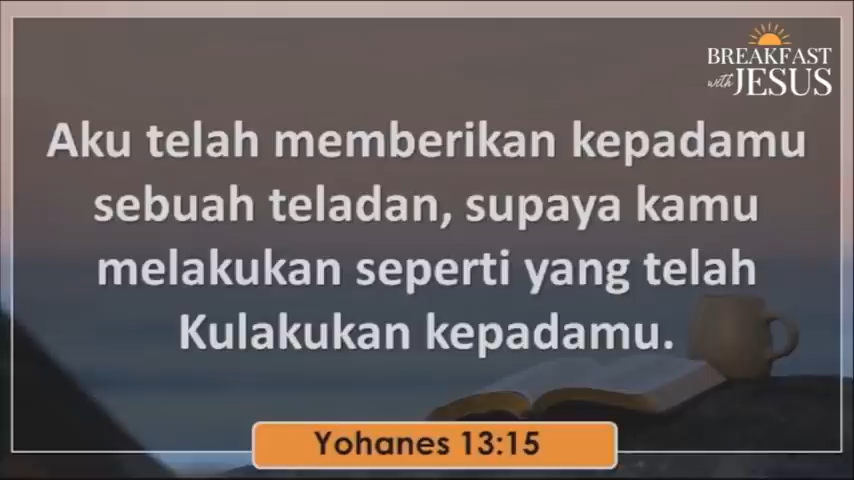 BREAKFAST
with JESUS
Aku telah memberikan kepadamu
sebuah teladan, supaya kamu
melakukan seperti yang telah
Kulakukan kepadamu.
Yohanes 13:15